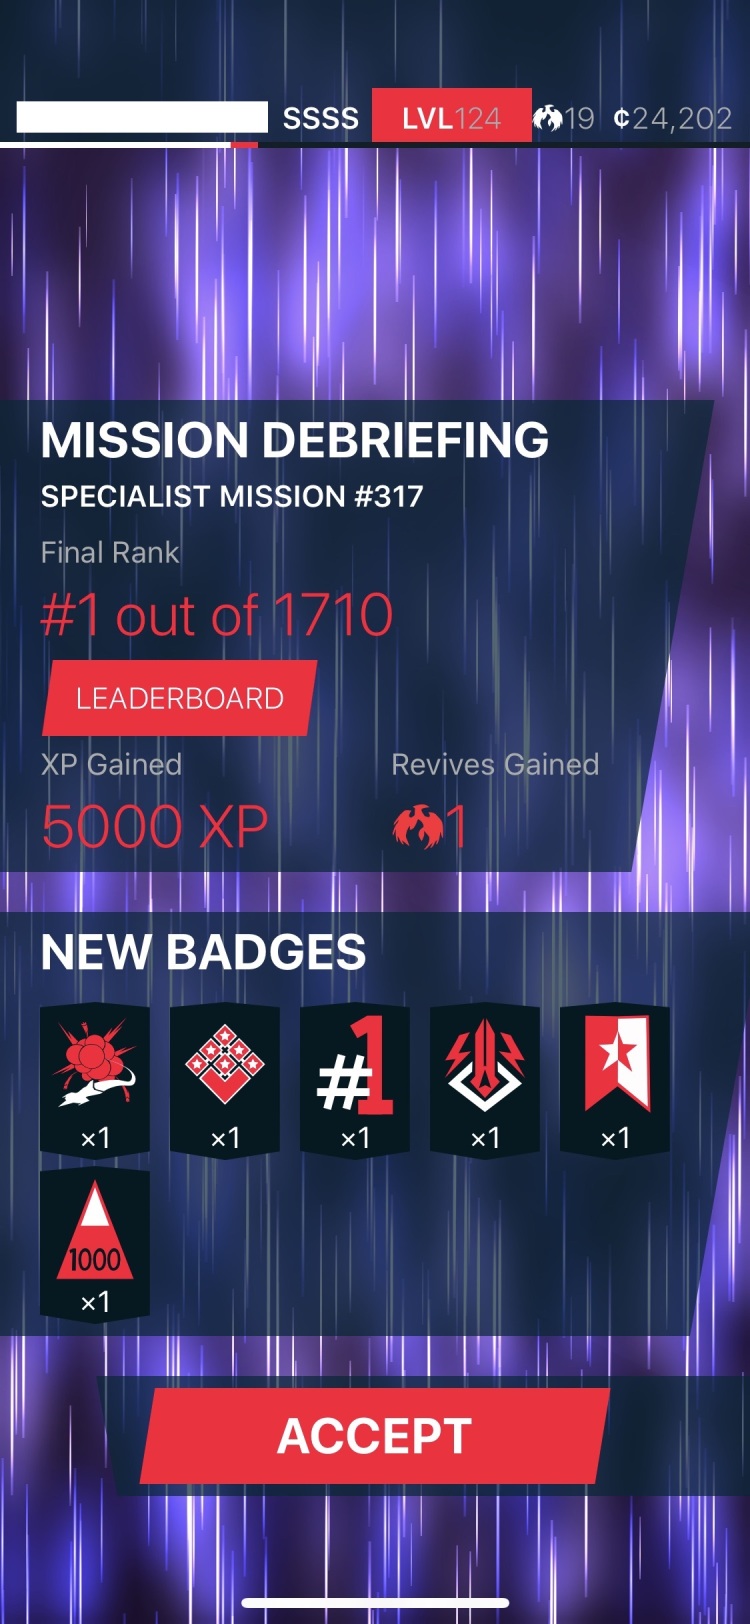 SSSS LVL124 19 ¢24,202
MISSION DEBRIEFING
SPECIALIST MISSION #317
Final Rank
#1 out of 1710
LEADERBOARD
XP Gained Revives Gained
5000 XP 1
NEW BADGES
#1
×1 ×1 ×1 ×1 ×1
1000
×1
ACCEPT